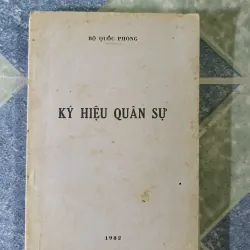 BỘ QUỐC PHÒNG
KÝ HIỆU QUÂN SỰ
1982